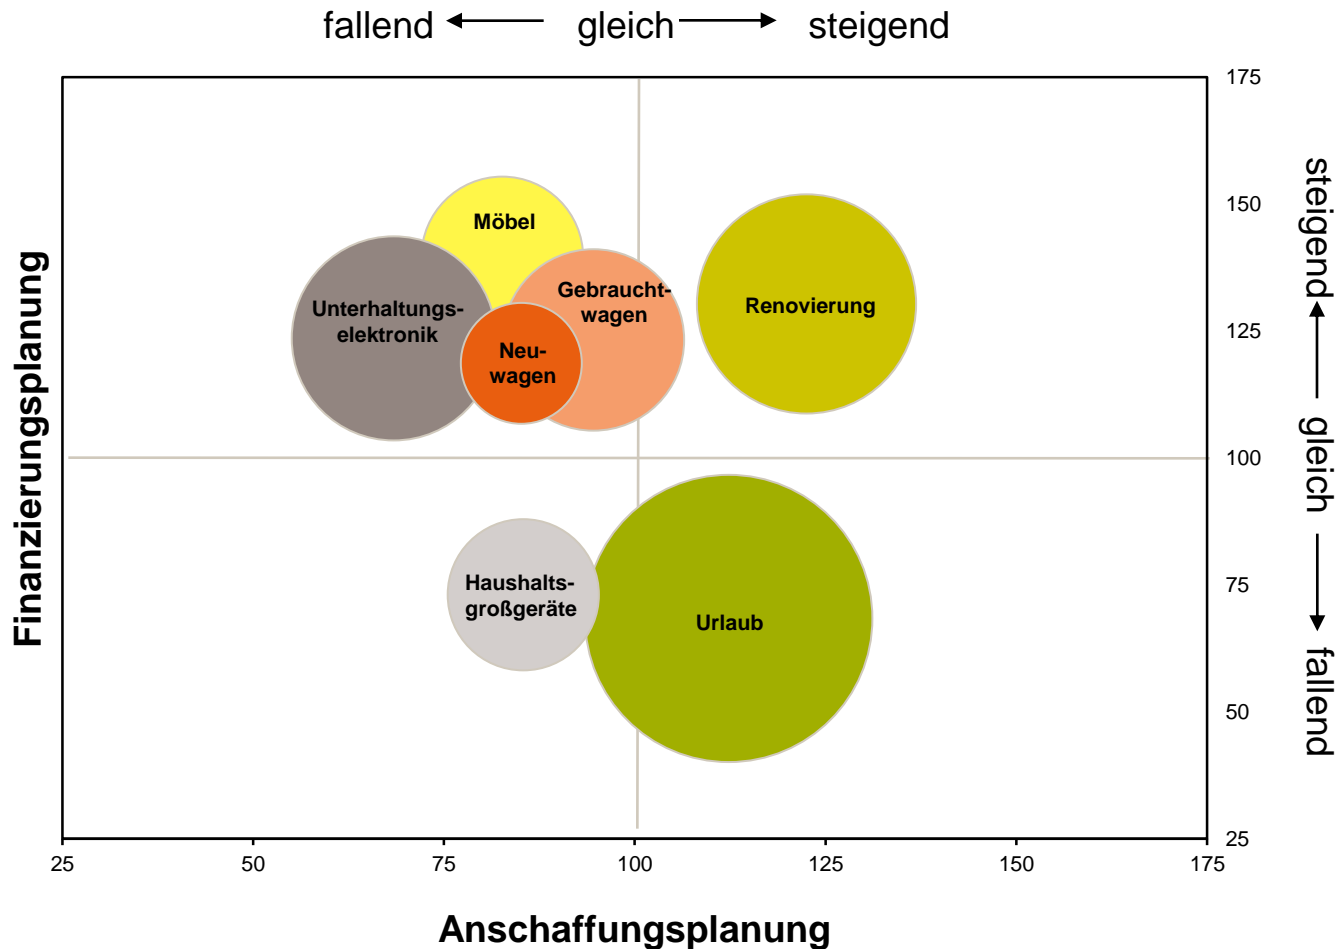 fallend gleich steigend
175
150
125
100
75
50
25
steigend
gleich
fallend
Finanzierungsplanung
Möbel
Unterhaltungs-
elektronik
Gebraucht-
wagen
Neu-
wagen
Renovierung
Haushalts-
großgeräte
Urlaub
25 50 75 100 125 150 175
Anschaffungsplanung